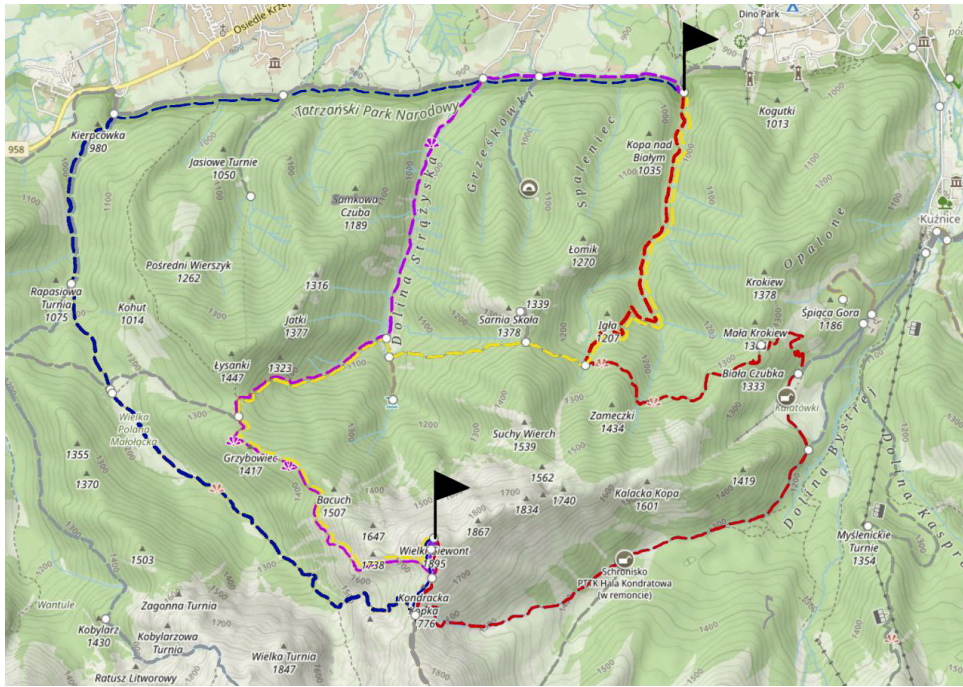 Osiedle Krzep
Dino Park
958
Kierpcówka
980
Tatrzański Park Narodowy
Jasiowe Turnie
1050
Samkowa
Czuba
1189
Dolina Strążyska
Grześkówki
Spaleniec
Kopa nad
Białym
1035
Kogutki
1013
Kuźnice
Opalone
Pośredni Wierszyk
1262
Łomik
1270
Krokiew
1378
Rapasiowa
Turnia
1075
Kohut
1014
1316
Jatki
1377
1339
Sarnia Skała
1378
Igła
1207
Śpiąca Góra
1186
Mała Krokiew
Łysanki
1447
1323
Biała Czubka
1333
Kalatówki
Wielka
Polana
Małołącka
Zameczki
1434
Suchy Wierch
1539
Grzybowiec
1417
1355
1370
Bacuch
1507
1562
1740
1834
Kalacka Kopa
1601
1419
Dolina Bystrej
Dolina Kaspro
1647
1867
1738
Wielki Giewont
1895
Myślenickie
Turnie
1354
1503
Schronisko
PTTK Hala Kondratowa
(w remoncie)
Wantule
Zagonna Turnia
Kondracka
Kopka
1776
Kobylarz
1430
Kobylarzowa
Turnia
Wielka Turnia
1847
Ratusz Litworowy